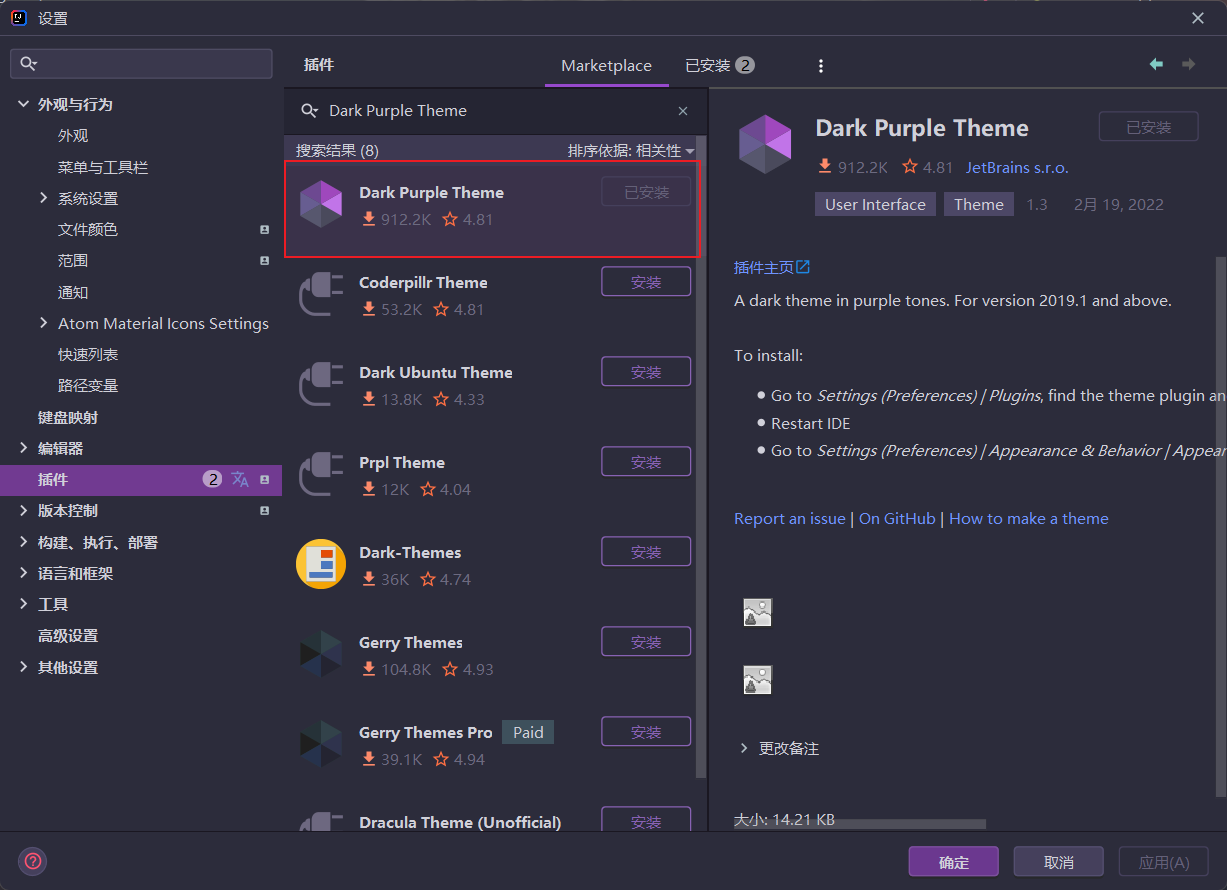 设置
外观与行为
外观
菜单与工具栏
系统设置
文件颜色
范围
通知
Atom Material Icons Settings
快速列表
路径变量
键盘映射
编辑器
插件 2
版本控制
构建、执行、部署
语言和框架
工具
高级设置
其他设置
插件 Marketplace 已安装 2
Dark Purple Theme
搜索结果 (8) 排序依据: 相关性
Dark Purple Theme 已安装
912.2K 4.81
Coderpillr Theme 安装
53.2K 4.81
Dark Ubuntu Theme 安装
13.8K 4.33
Prpl Theme 安装
12K 4.04
Dark-Themes 安装
36K 4.74
Gerry Themes 安装
104.8K 4.93
Gerry Themes Pro Paid 安装
39.1K 4.94
Dracula Theme (Unofficial) 安装
Dark Purple Theme 已安装
912.2K 4.81 JetBrains s.r.o.
User Interface Theme 1.3 2月 19, 2022
插件主页
A dark theme in purple tones. For version 2019.1 and above.
To install:
Go to Settings (Preferences) | Plugins, find the theme plugin an
Restart IDE
Go to Settings (Preferences) | Appearance & Behavior | Appear
Report an issue | On GitHub | How to make a theme
更改备注
大小: 14.21 KB
确定 取消 应用(A)